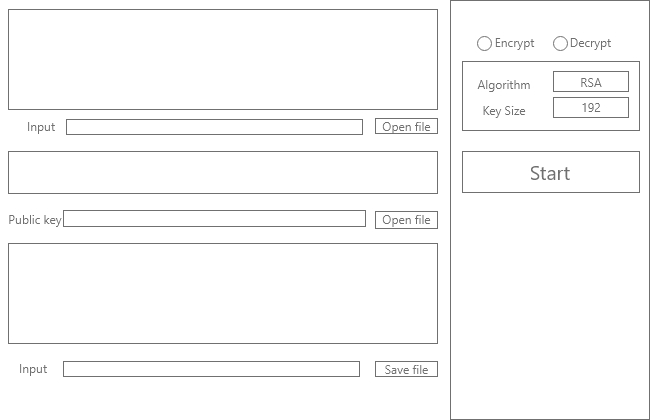 Input
Open file
Public key
Open file
Input
Save file
Encrypt
Decrypt
Algorithm
RSA
Key Size
192
Start